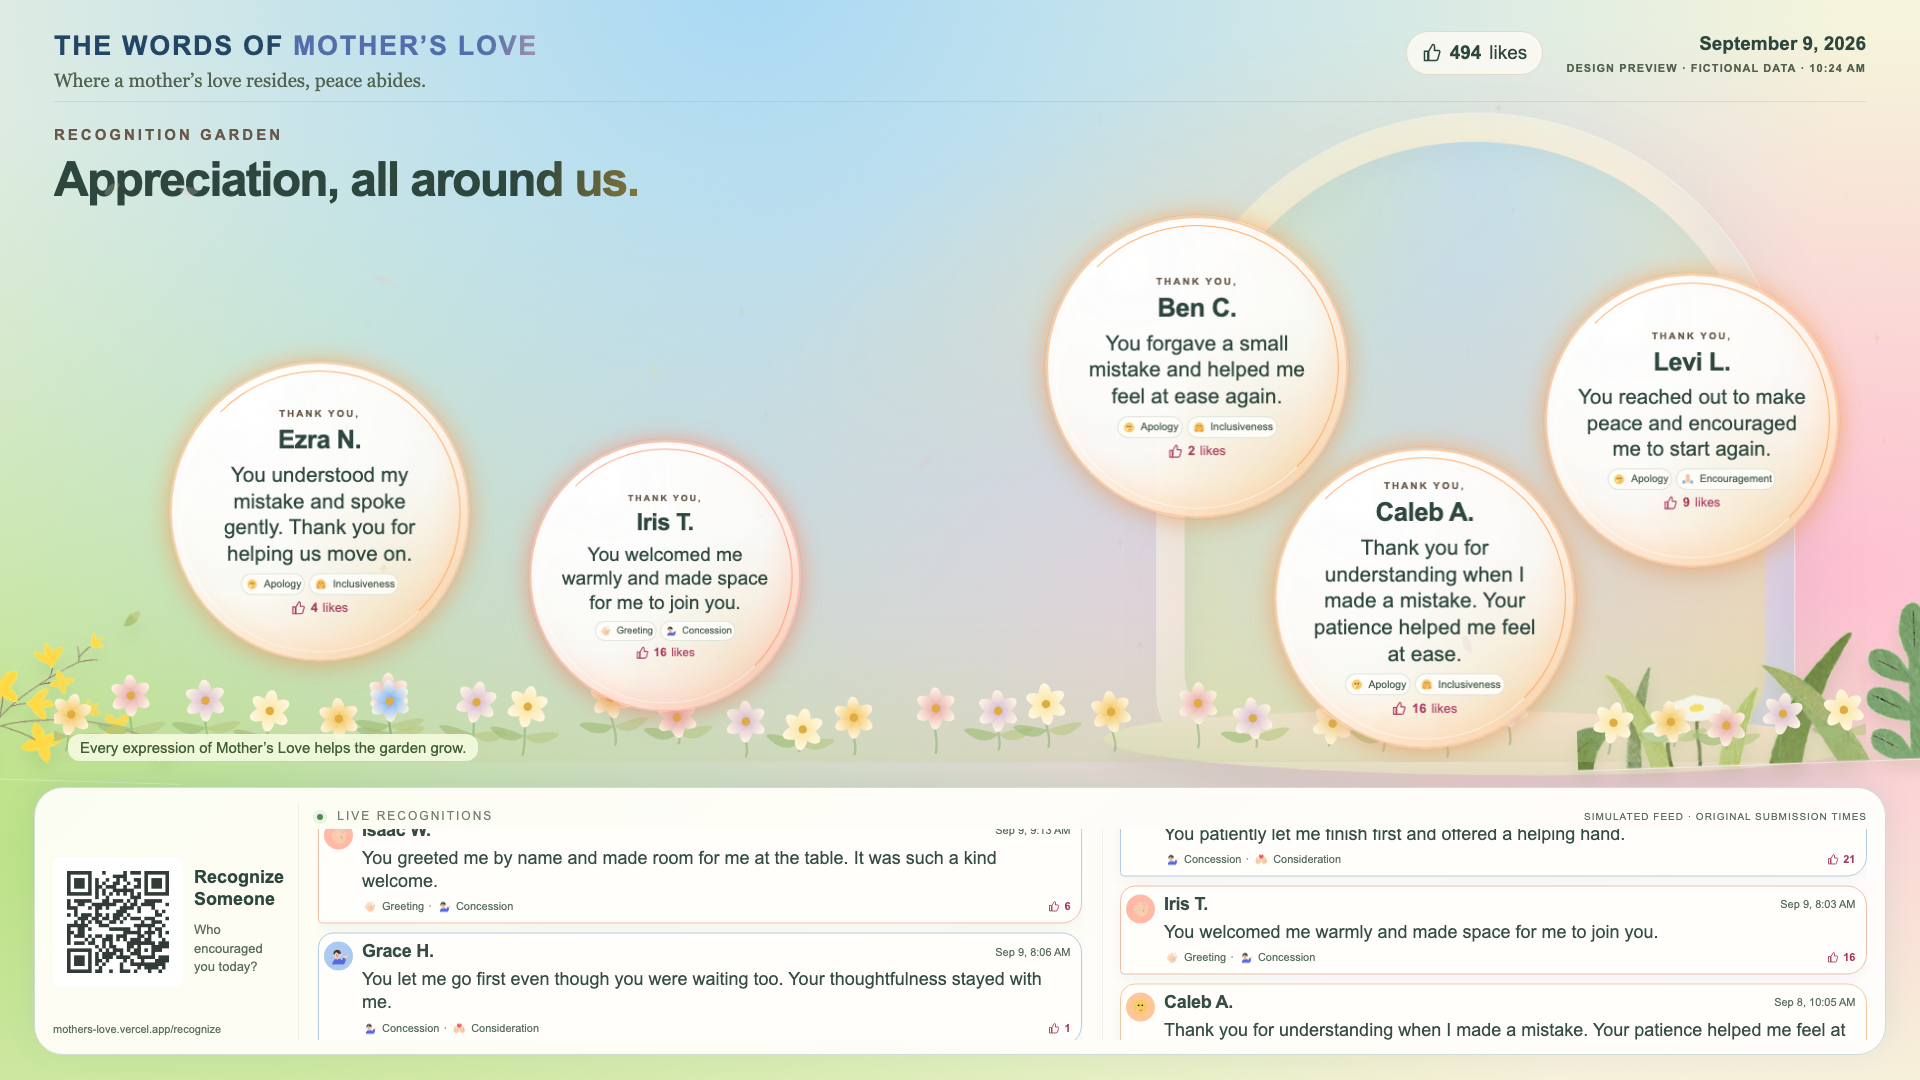 THE WORDS OF MOTHER’S LOVE
Where a mother’s love resides, peace abides.
494 likes
September 9, 2026
DESIGN PREVIEW · FICTIONAL DATA · 10:24 AM
RECOGNITION GARDEN
Appreciation, all around us.
THANK YOU,
Ezra N.
You understood my
mistake and spoke
gently. Thank you for
helping us move on.
Apology Inclusiveness
4 likes
THANK YOU,
Iris T.
You welcomed me
warmly and made space
for me to join you.
Greeting Concession
16 likes
THANK YOU,
Ben C.
You forgave a small
mistake and helped me
feel at ease again.
Apology Inclusiveness
2 likes
THANK YOU,
Caleb A.
Thank you for
understanding when I
made a mistake. Your
patience helped me feel
at ease.
Apology Inclusiveness
16 likes
THANK YOU,
Levi L.
You reached out to make
peace and encouraged
me to start again.
Apology Encouragement
9 likes
Every expression of Mother’s Love helps the garden grow.
Recognize
Someone
Who
encouraged
you today?
mothers-love.vercel.app/recognize
LIVE RECOGNITIONS
SIMULATED FEED · ORIGINAL SUBMISSION TIMES
Isaac W.
Sep 9, 9:13 AM
You greeted me by name and made room for me at the table. It was such a kind
welcome.
Greeting · Concession
6
Grace H.
Sep 9, 8:06 AM
You let me go first even though you were waiting too. Your thoughtfulness stayed with
me.
Concession · Consideration
1
You patiently let me finish first and offered a helping hand.
Concession · Consideration
21
Iris T.
Sep 9, 8:03 AM
You welcomed me warmly and made space for me to join you.
Greeting · Concession
16
Caleb A.
Sep 8, 10:05 AM
Thank you for understanding when I made a mistake. Your patience helped me feel at